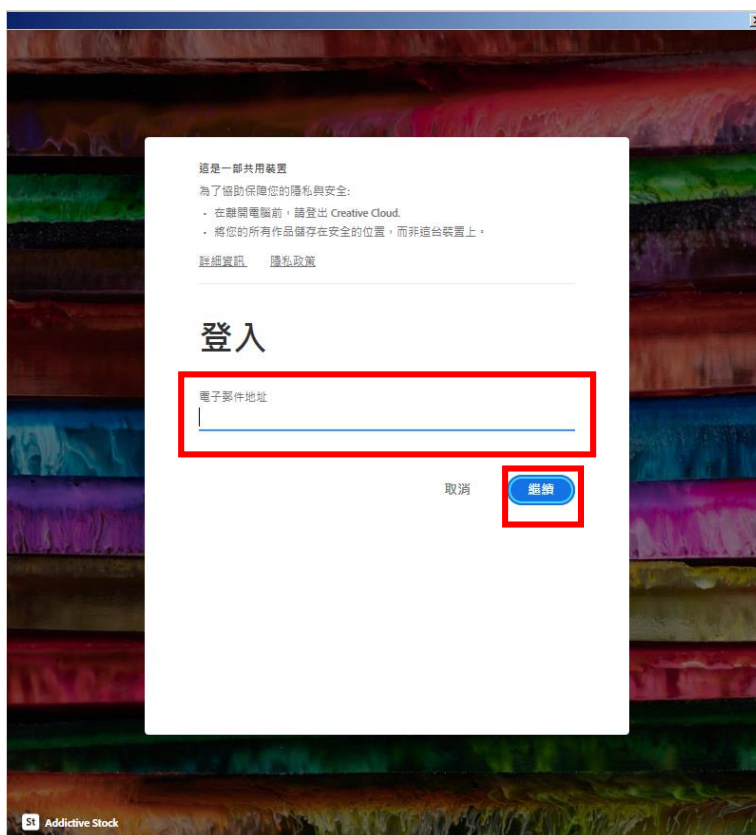 這是一部共用裝置
為了協助保障您的隱私與安全:
• 在離開電腦前，請登出 Creative Cloud.
• 將您的所有作品儲存在安全的位置，而非這台裝置上。
詳細資訊 隱私政策
登入
電子郵件地址
取消 繼續
St Addictive Stock